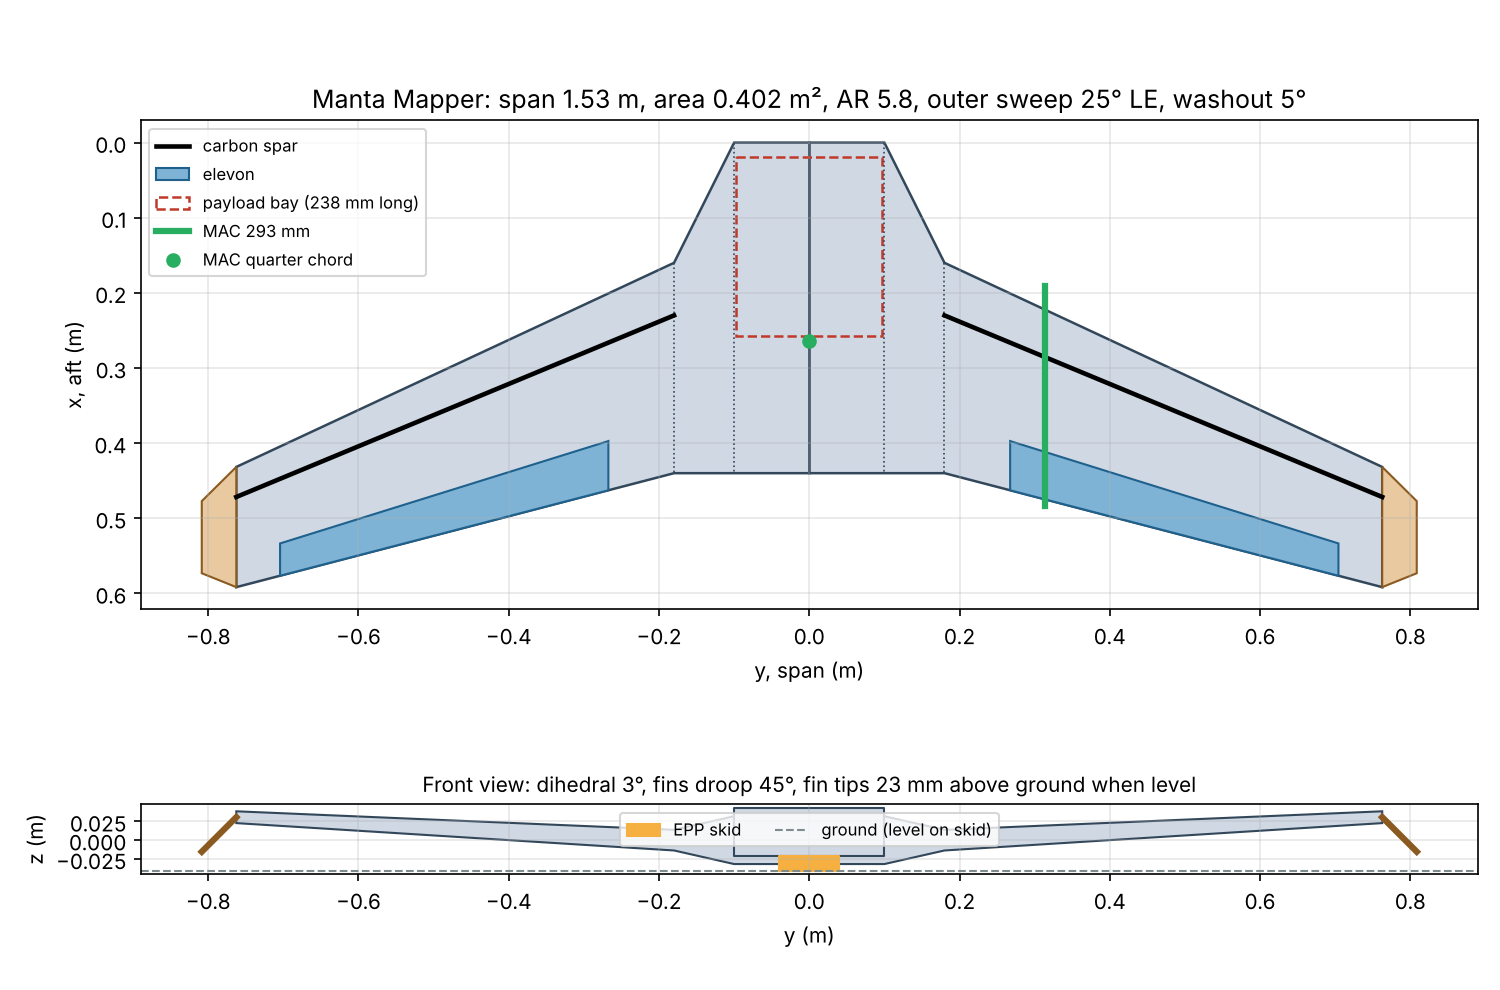 Manta Mapper: span 1.53 m, area 0.402 m², AR 5.8, outer sweep 25° LE, washout 5°
carbon spar
elevon
payload bay (238 mm long)
MAC 293 mm
MAC quarter chord
x, aft (m)
0.0
0.1
0.2
0.3
0.4
0.5
0.6
−0.8 −0.6 −0.4 −0.2 0.0 0.2 0.4 0.6 0.8
y, span (m)
Front view: dihedral 3°, fins droop 45°, fin tips 23 mm above ground when level
z (m)
0.025
0.000
−0.025
EPP skid ground (level on skid)
−0.8 −0.6 −0.4 −0.2 0.0 0.2 0.4 0.6 0.8
y (m)